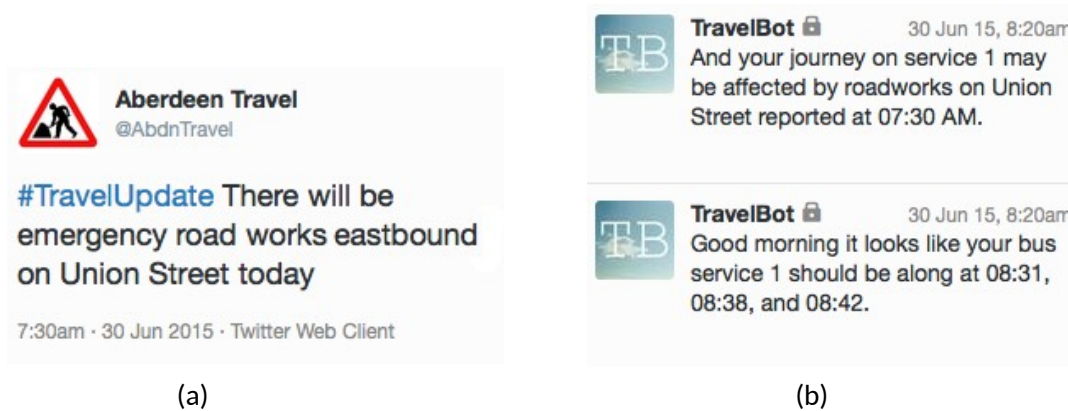 Aberdeen Travel
@AbdnTravel
#TravelUpdate There will be
emergency road works eastbound
on Union Street today
7:30am · 30 Jun 2015 · Twitter Web Client
(a)
TB
TravelBot 30 Jun 15, 8:20am
And your journey on service 1 may
be affected by roadworks on Union
Street reported at 07:30 AM.
TB
TravelBot 30 Jun 15, 8:20am
Good morning it looks like your bus
service 1 should be along at 08:31,
08:38, and 08:42.
(b)